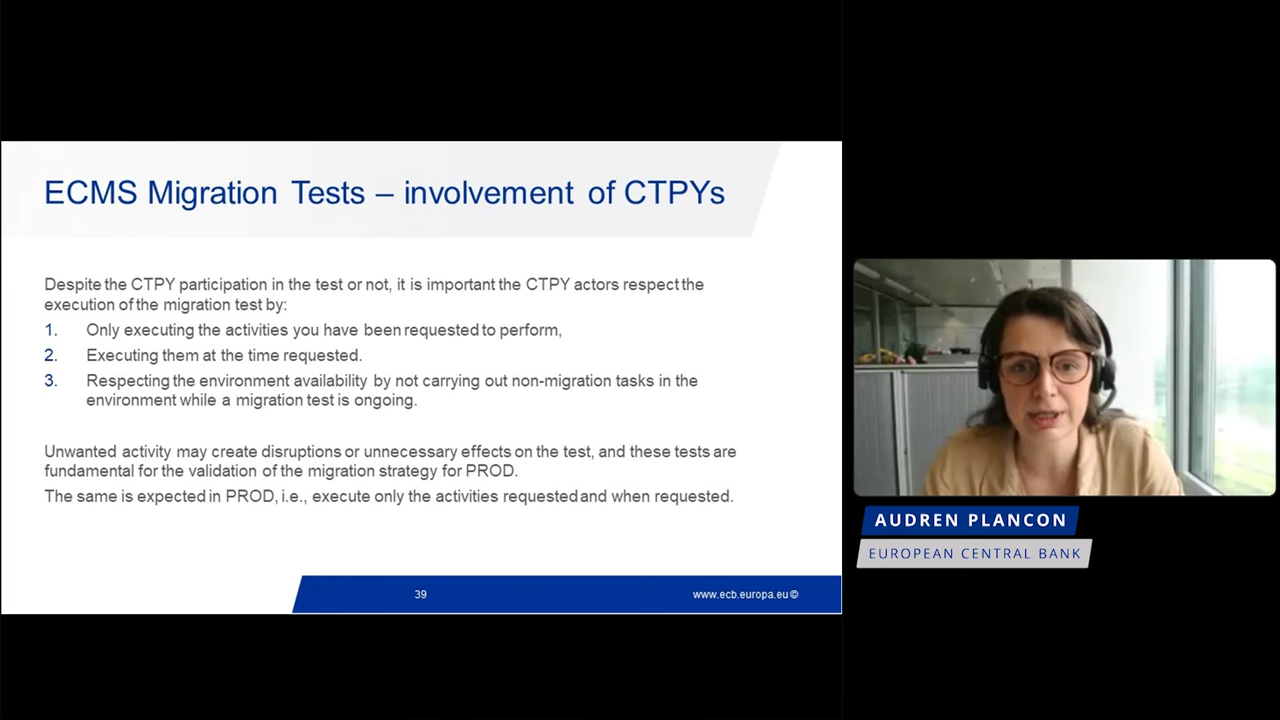 ECMS Migration Tests – involvement of CTPYs
Despite the CTPY participation in the test or not, it is important the CTPY actors respect the
execution of the migration test by:
1. Only executing the activities you have been requested to perform,
2. Executing them at the time requested.
3. Respecting the environment availability by not carrying out non-migration tasks in the
environment while a migration test is ongoing.
Unwanted activity may create disruptions or unnecessary effects on the test, and these tests are
fundamental for the validation of the migration strategy for PROD.
The same is expected in PROD, i.e., execute only the activities requested and when requested.
39
www.ecb.europa.eu ©
AUDREN PLANCON
EUROPEAN CENTRAL BANK